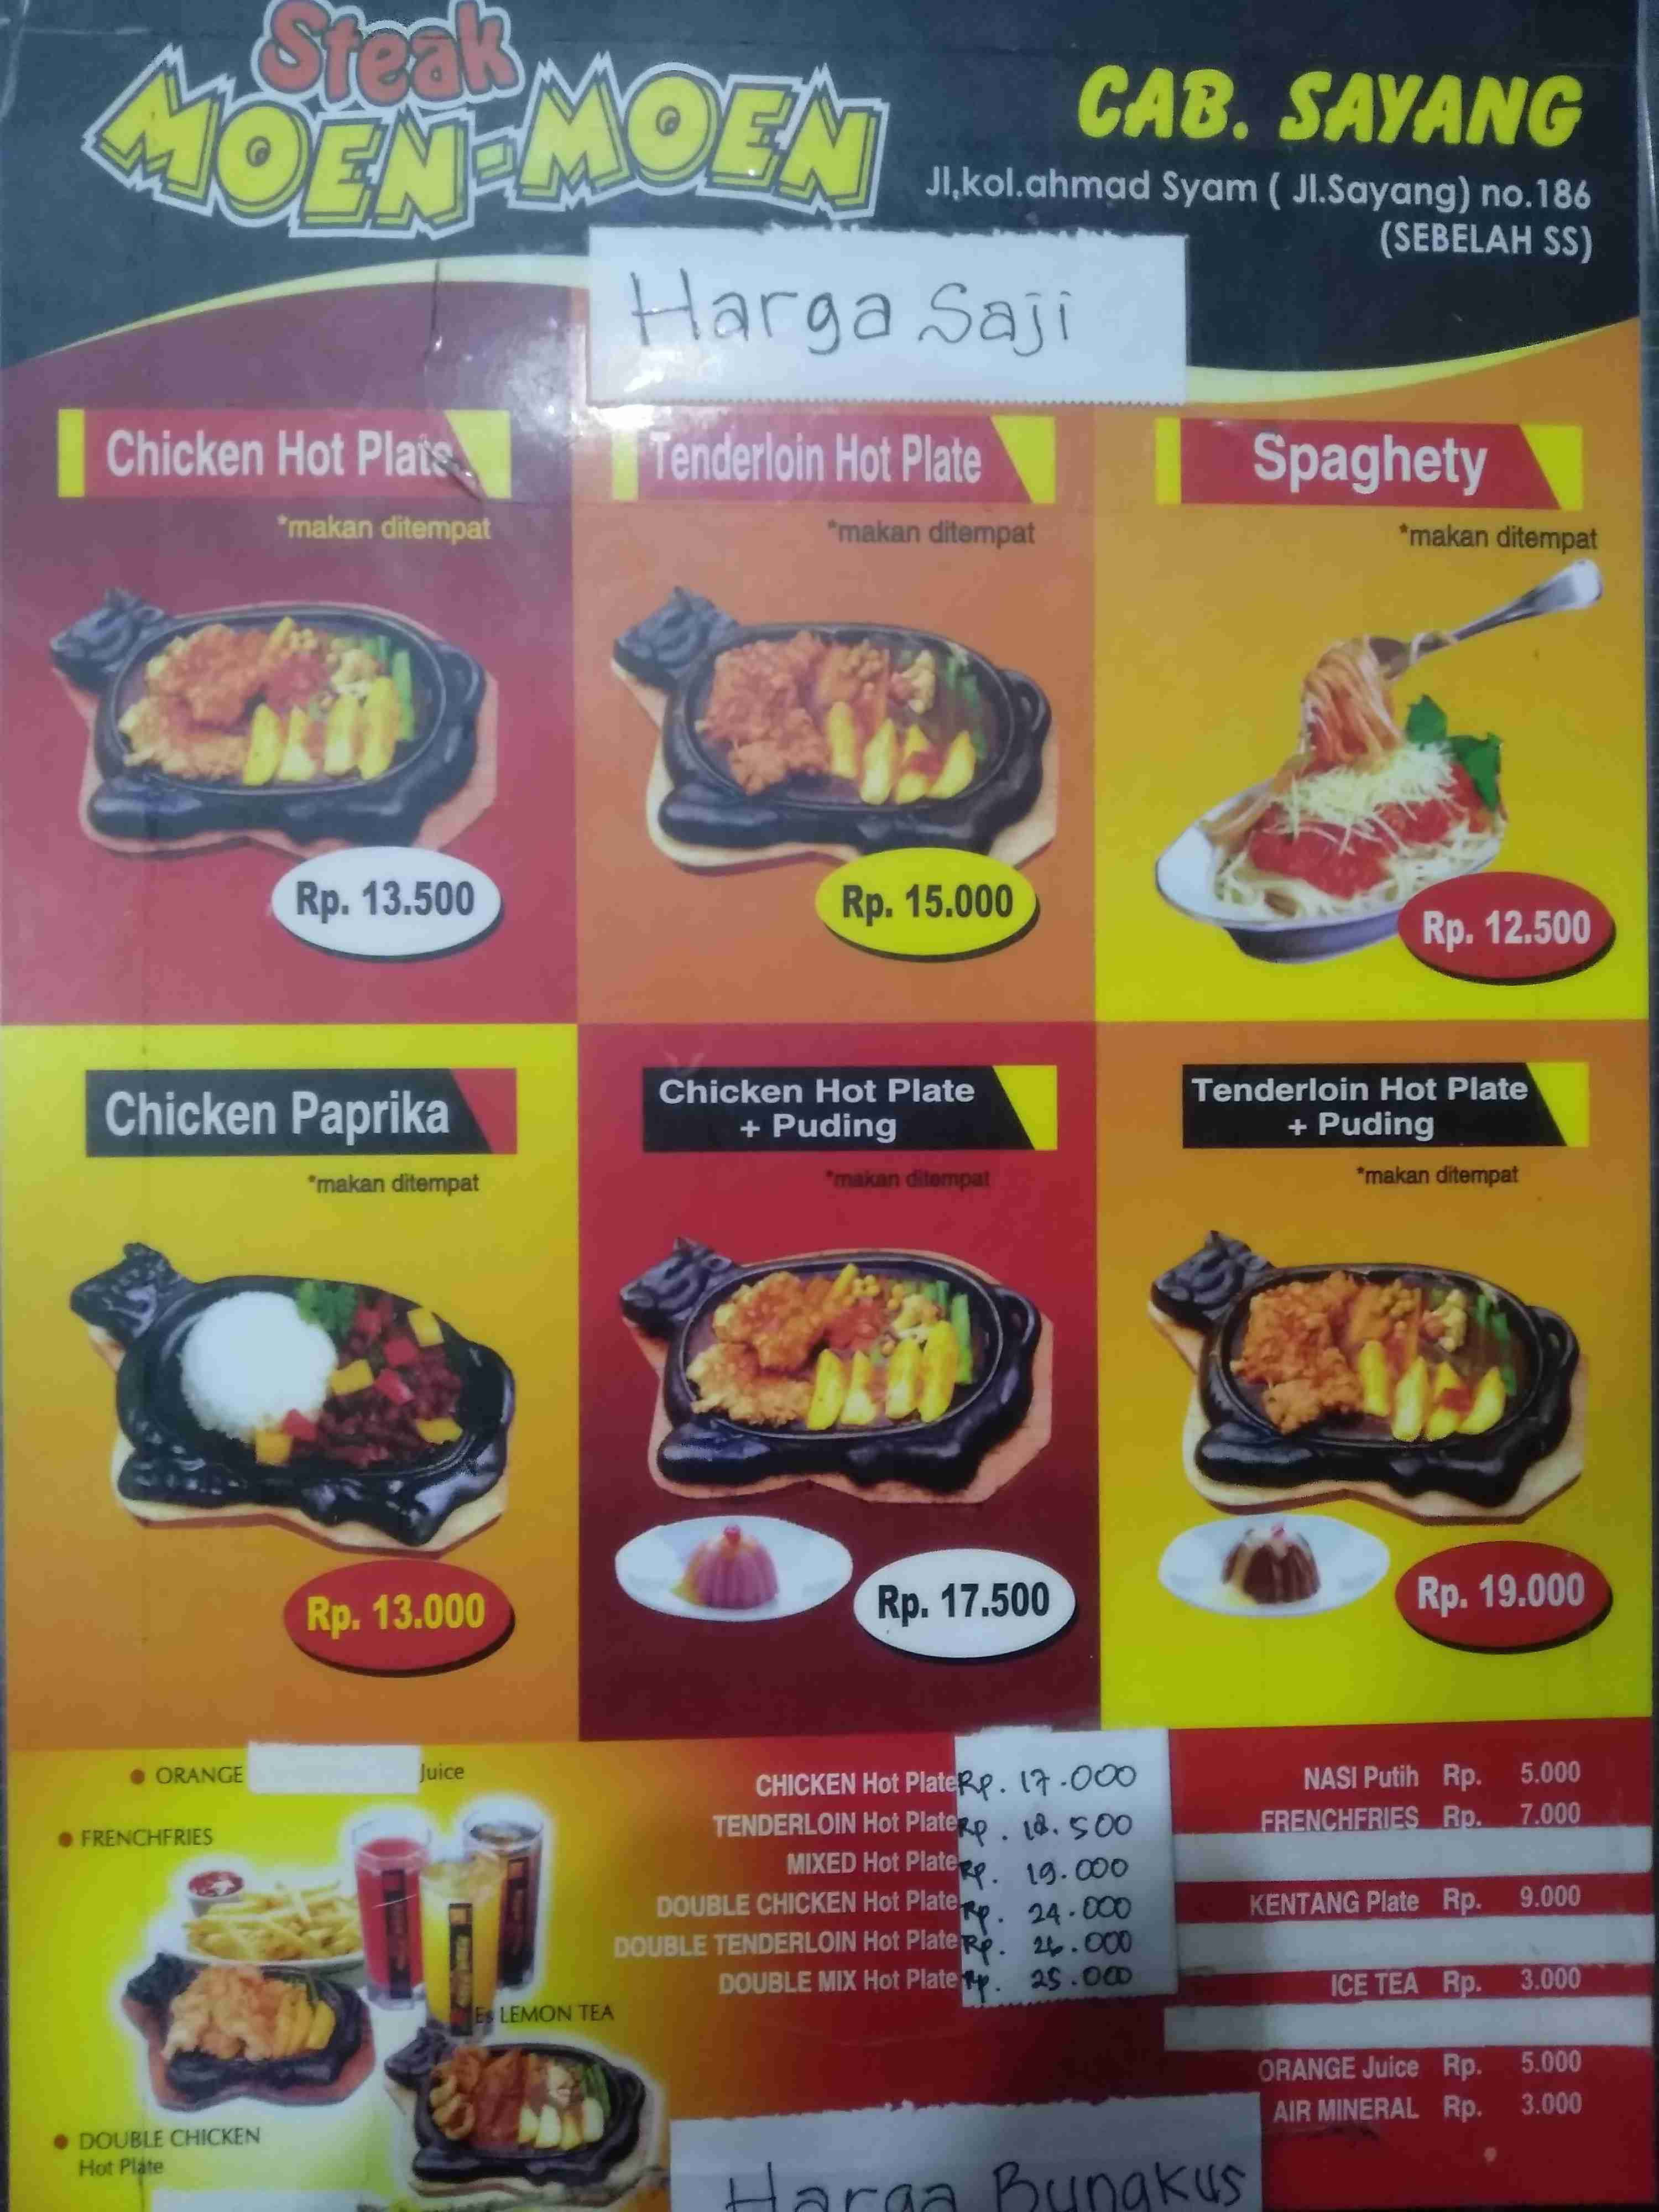 Steak
MOEN-MOEN
CAB. SAYANG
Jl,kol.ahmad Syam ( Jl.Sayang) no.186
(SEBELAH SS)
Harga Saji
Chicken Hot Plate
*makan ditempat
Rp. 13.500
Tenderloin Hot Plate
*makan ditempat
Rp. 15.000
Spaghety
*makan ditempat
Rp. 12.500
Chicken Paprika
*makan ditempat
Rp. 13.000
Chicken Hot Plate
+ Puding
*makan ditempat
Rp. 17.500
Tenderloin Hot Plate
+ Puding
*makan ditempat
Rp. 19.000
ORANGE Juice
FRENCHFRIES
Es LEMON TEA
DOUBLE CHICKEN
Hot Plate
CHICKEN Hot Plate Rp. 17.000
TENDERLOIN Hot Plate Rp. 18.500
MIXED Hot Plate Rp. 19.000
DOUBLE CHICKEN Hot Plate Rp. 24.000
DOUBLE TENDERLOIN Hot Plate Rp. 26.000
DOUBLE MIX Hot Plate Rp. 25.000
NASI Putih Rp. 5.000
FRENCHFRIES Rp. 7.000
KENTANG Plate Rp. 9.000
ICE TEA Rp. 3.000
ORANGE Juice Rp. 5.000
AIR MINERAL Rp. 3.000
Harga Bungkus